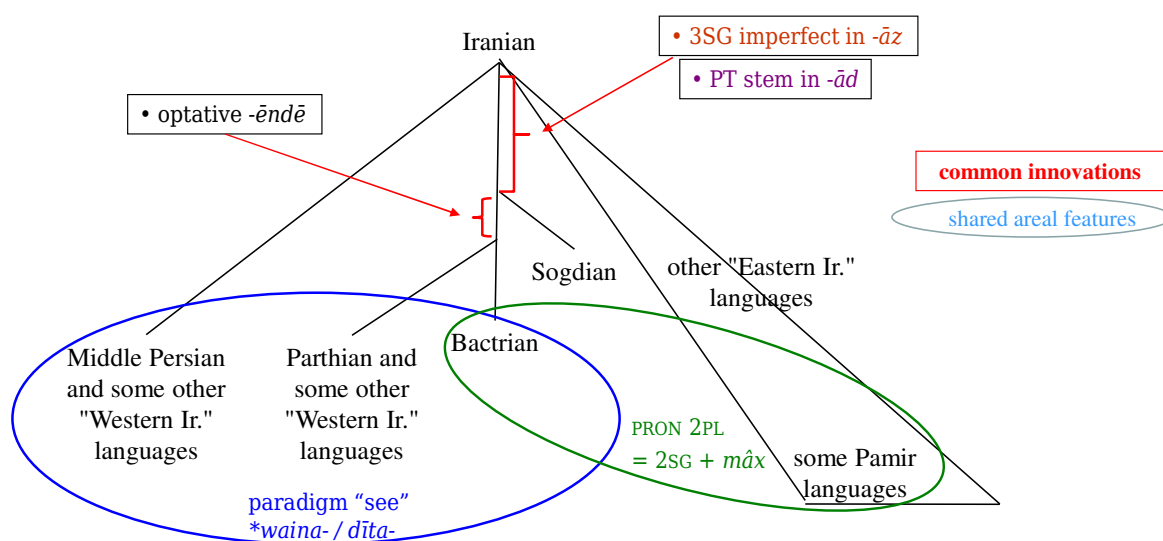 Iranian
• 3SG imperfect in -āz
• PT stem in -ād
• optative -ēndē
common innovations
shared areal features
Sogdian
other "Eastern Ir."
languages
Bactrian
Middle Persian
and some other
"Western Ir."
languages
Parthian and
some other
"Western Ir."
languages
PRON 2PL
= 2SG + mâx
some Pamir
languages
paradigm “see”
*waina- / dīta-